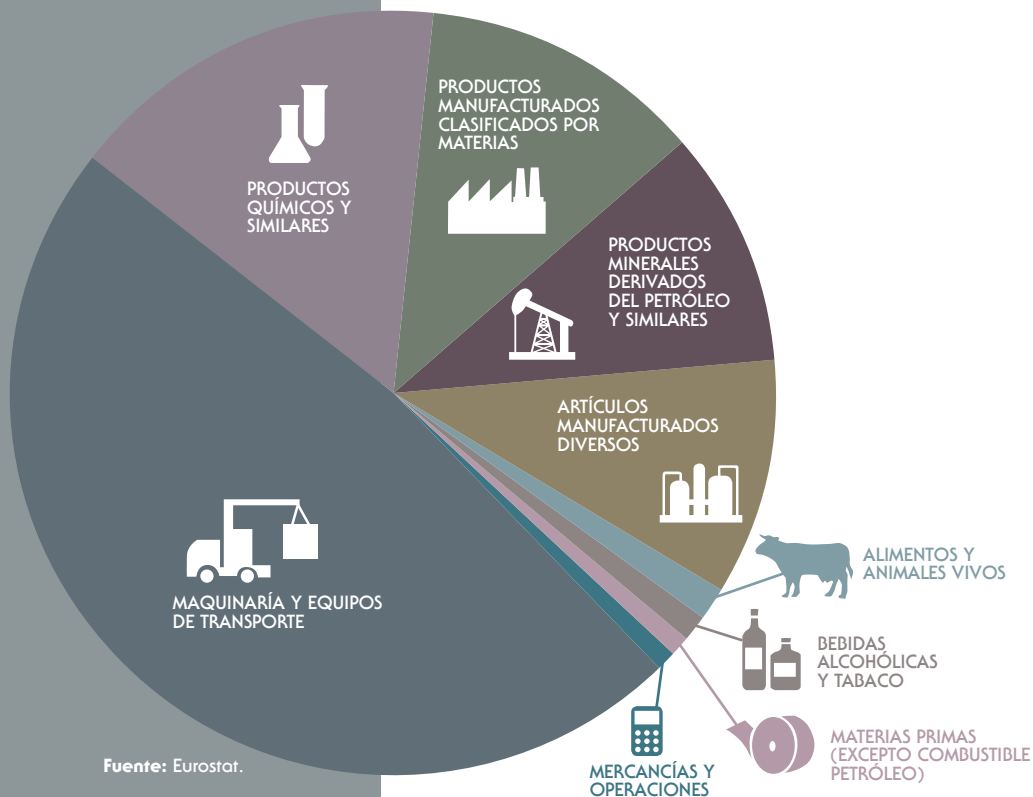 PRODUCTOS
QUÍMICOS Y
SIMILARES
PRODUCTOS
MANUFACTURADOS
CLASIFICADOS POR
MATERIAS
PRODUCTOS
MINERALES
DERIVADOS
DEL PETRÓLEO
Y SIMILARES
ARTÍCULOS
MANUFACTURADOS
DIVERSOS
MAQUINARÍA Y EQUIPOS
DE TRANSPORTE
ALIMENTOS Y
ANIMALES VIVOS
BEBIDAS
ALCOHÓLICAS
Y TABACO
MATERIAS PRIMAS
(EXCEPTO COMBUSTIBLE
PETRÓLEO)
MERCANCÍAS Y
OPERACIONES
Fuente: Eurostat.